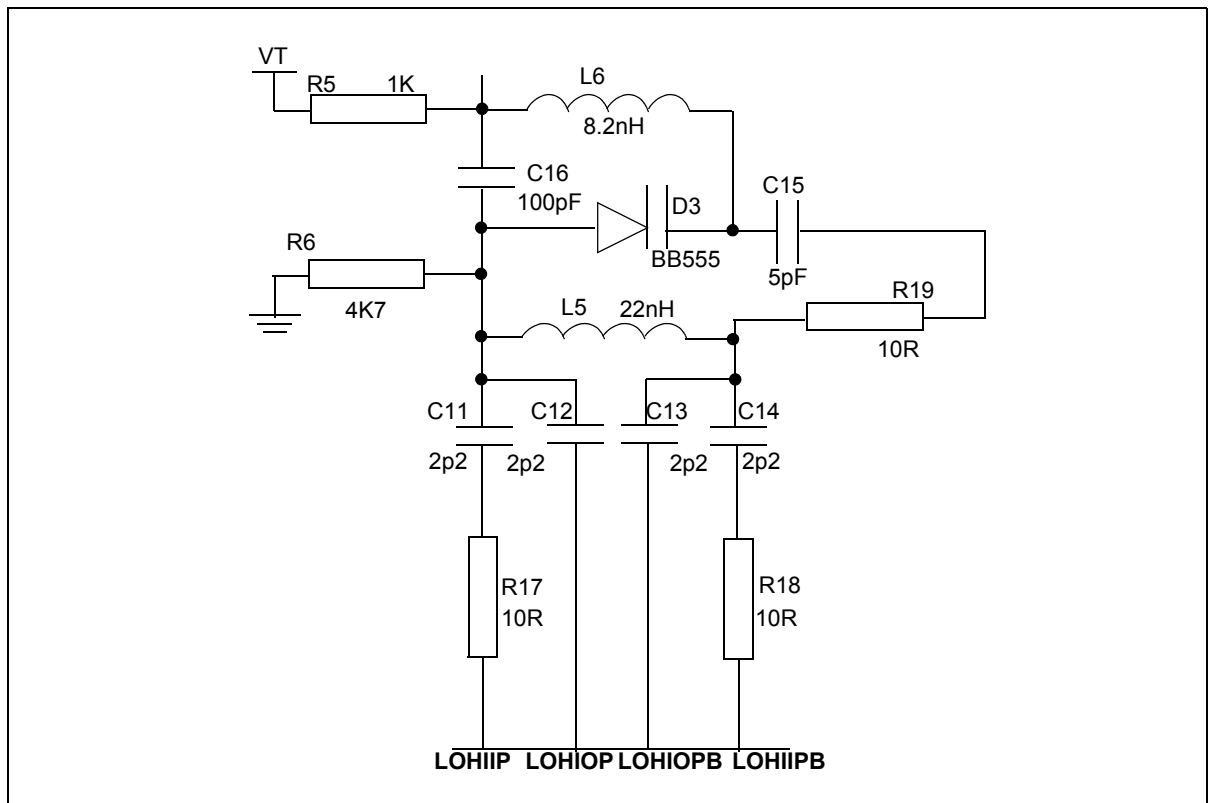 VT
R5 1K
L6
8.2nH
C16
100pF
C15
D3
BB555
5pF
R6
4K7
R19
10R
L5 22nH
C11 C12 C13 C14
2p2 2p2 2p2 2p2
R17
10R
R18
10R
LOHIIP LOHIOP LOHIOPB LOHIIPB